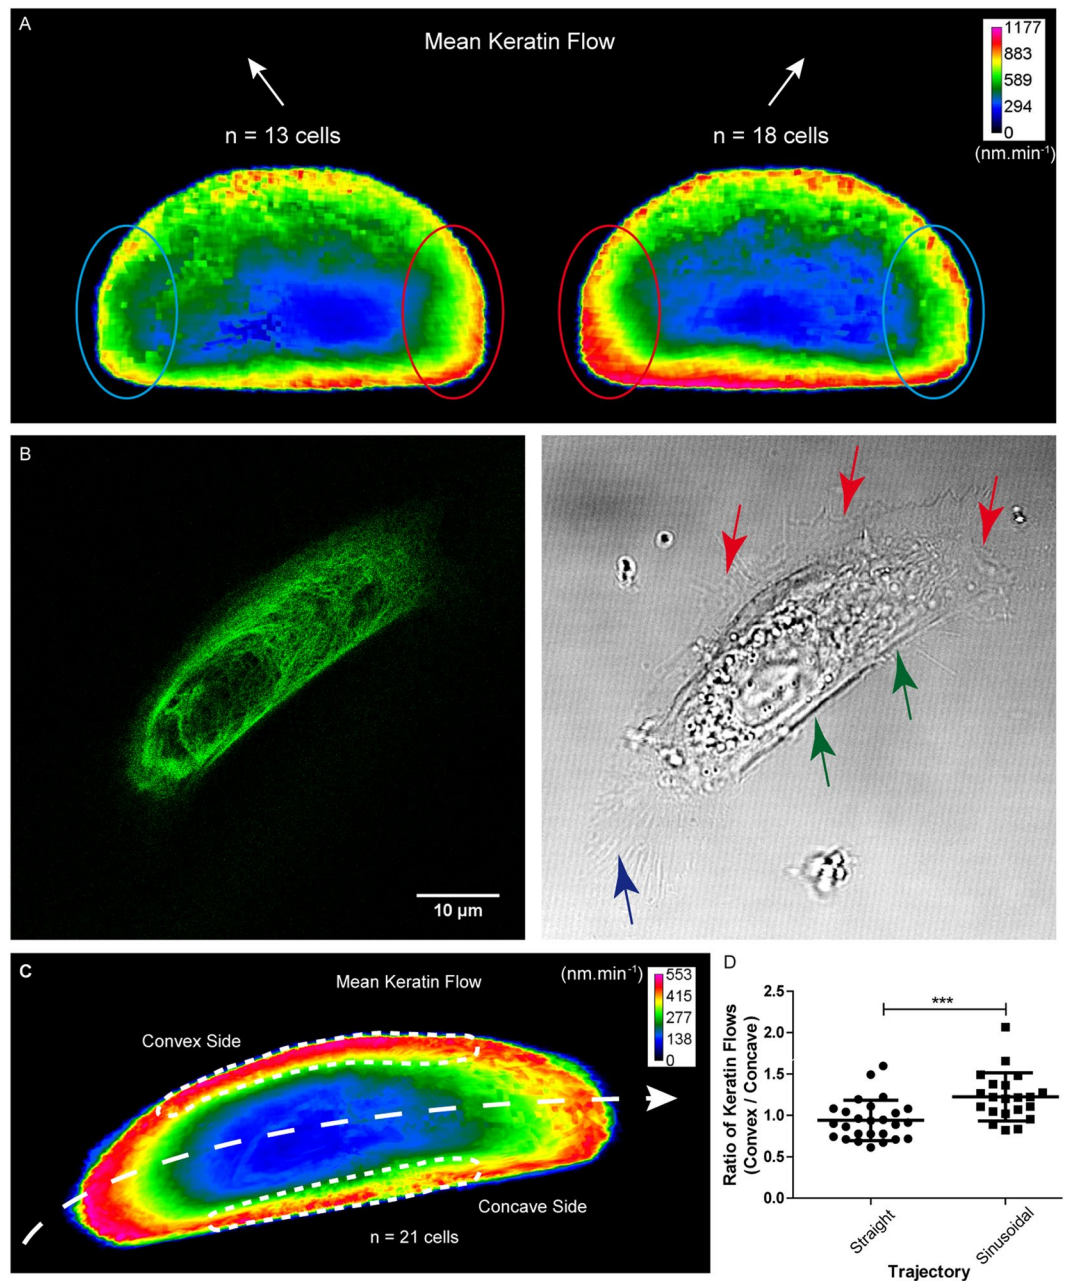 A
Mean Keratin Flow
n = 13 cells
n = 18 cells
1177
883
589
294
0
(nm.min-1)
B
10 µm
C
Mean Keratin Flow
(nm.min-1)
553
415
277
138
0
Convex Side
Concave Side
n = 21 cells
D
Ratio of Keratin Flows
(Convex / Concave)
2.5
2.0
1.5
1.0
0.5
0.0
***
Straight
Sinusoidal
Trajectory